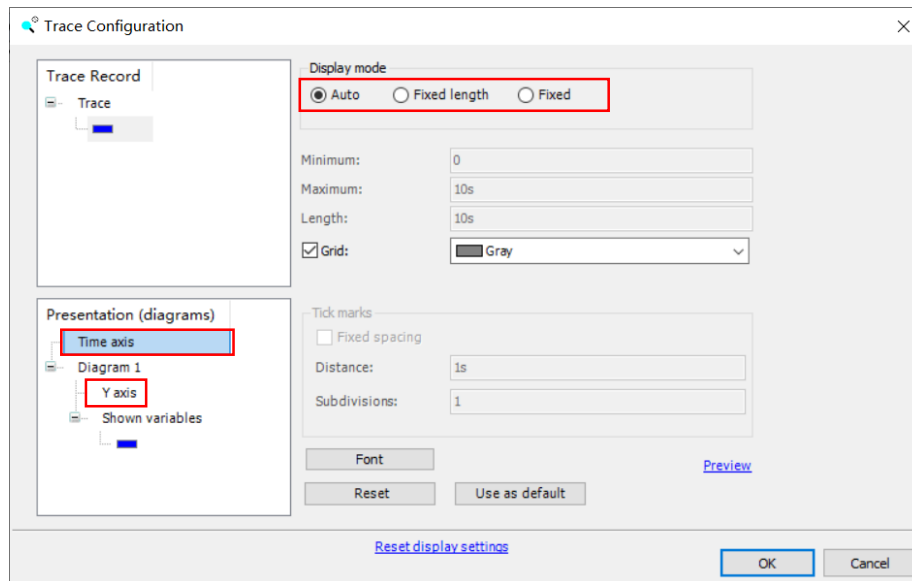 Trace Configuration
Trace Record
Trace
Display mode
Auto Fixed length Fixed
Minimum: 0
Maximum: 10s
Length: 10s
Grid: Gray
Presentation (diagrams)
Time axis
Diagram 1
Y axis
Shown variables
Tick marks
Fixed spacing
Distance: 1s
Subdivisions: 1
Font
Preview
Reset Use as default
Reset display settings
OK Cancel